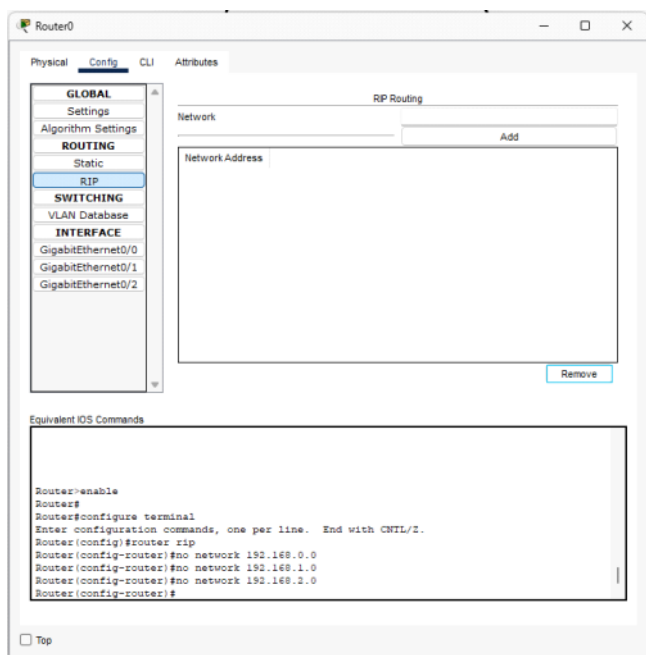 Router0
Physical Config CLI Attributes
GLOBAL
Settings
Algorithm Settings
ROUTING
Static
RIP
SWITCHING
VLAN Database
INTERFACE
GigabitEthernet0/0
GigabitEthernet0/1
GigabitEthernet0/2
RIP Routing
Network
Add
Network Address
Remove
Equivalent IOS Commands
Router>enable
Router#
Router#configure terminal
Enter configuration commands, one per line. End with CNTL/Z.
Router(config)#router rip
Router(config-router)#no network 192.168.0.0
Router(config-router)#no network 192.168.1.0
Router(config-router)#no network 192.168.2.0
Router(config-router)#
Top